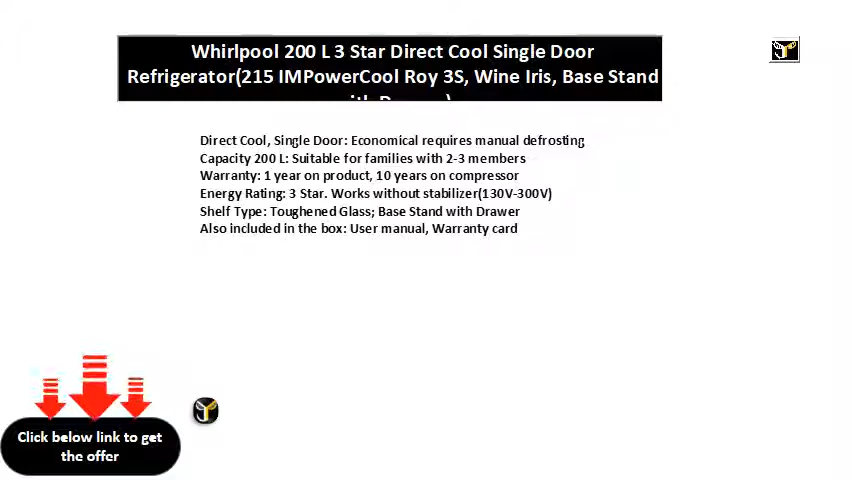 Whirlpool 200 L 3 Star Direct Cool Single Door
Refrigerator(215 IMPowerCool Roy 3S, Wine Iris, Base Stand
Direct Cool, Single Door: Economical requires manual defrosting
Capacity 200 L: Suitable for families with 2-3 members
Warranty: 1 year on product, 10 years on compressor
Energy Rating: 3 Star. Works without stabilizer(130V-300V)
Shelf Type: Toughened Glass; Base Stand with Drawer
Also included in the box: User manual, Warranty card
Click below link to get
the offer